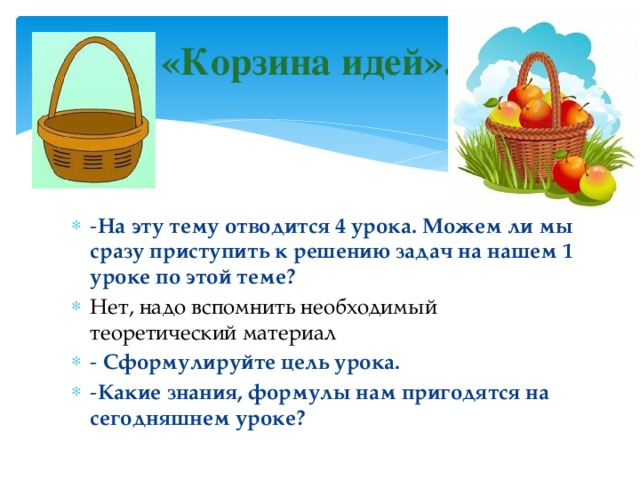 «Корзина идей».
-На эту тему отводится 4 урока. Можем ли мы
сразу приступить к решению задач на нашем 1
уроке по этой теме?
Нет, надо вспомнить необходимый
теоретический материал
- Сформулируйте цель урока.
-Какие знания, формулы нам пригодятся на
сегодняшнем уроке?